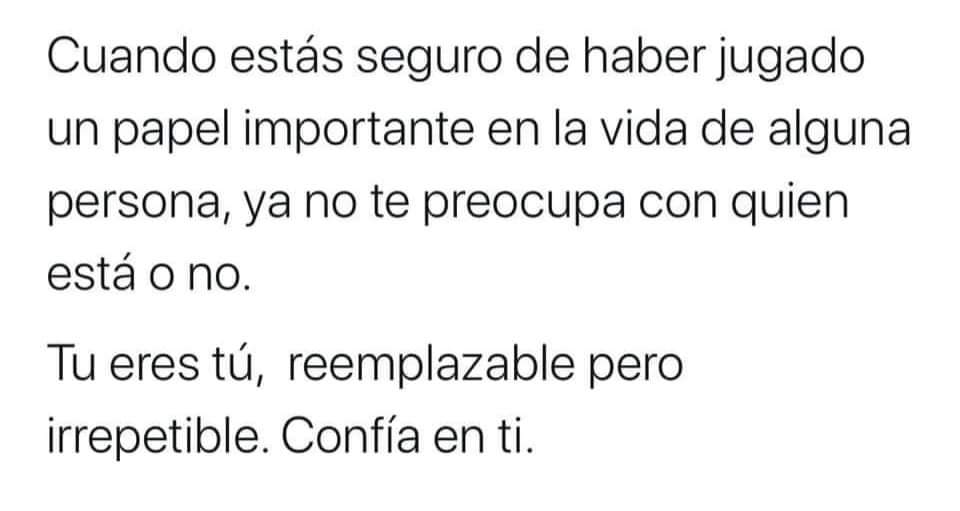 Cuando estás seguro de haber jugado
un papel importante en la vida de alguna
persona, ya no te preocupa con quien
está o no.
Tu eres tú, reemplazable pero
irrepetible. Confía en ti.